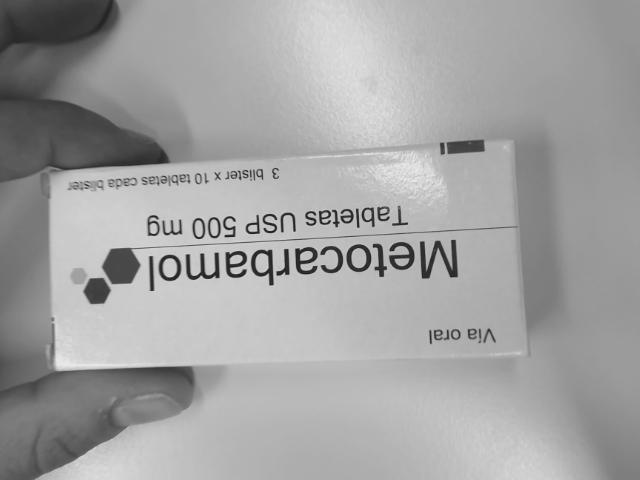 Vía oral
Metocarbamol
Tabletas USP 500 mg
3 blister x 10 tabletas cada blister